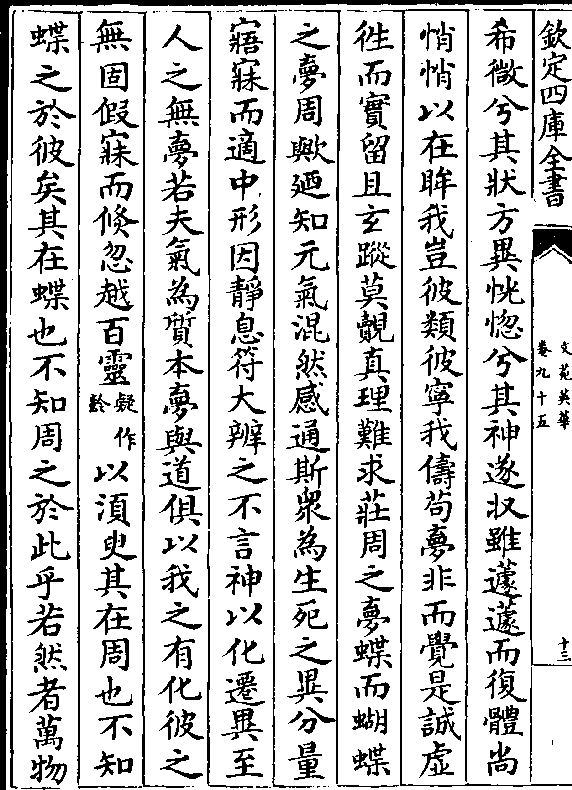 欽定四庫全書
文苑英華
卷九十五
十三
希微兮其狀方異恍惚兮其神遂収雖蘧蘧而復體尚
悄悄以在眸我豈彼類彼寧我儔茍夢非而覺是誠虛
徃而實留且玄蹤莫覩真理難求莊周之夢蝶而蝴蝶
之夢周歟廼知元氣混然感通斯衆為生死之異分量
寤寐而適中形因靜息符大辨之不言神以化遷異至
人之無夢若夫氣為質本夢與道俱以我之有化彼之
無固假寐而倐忽越百靈疑作齡以湏臾其在周也不知
蝶之於彼矣其在蝶也不知周之於此乎若然者萬物